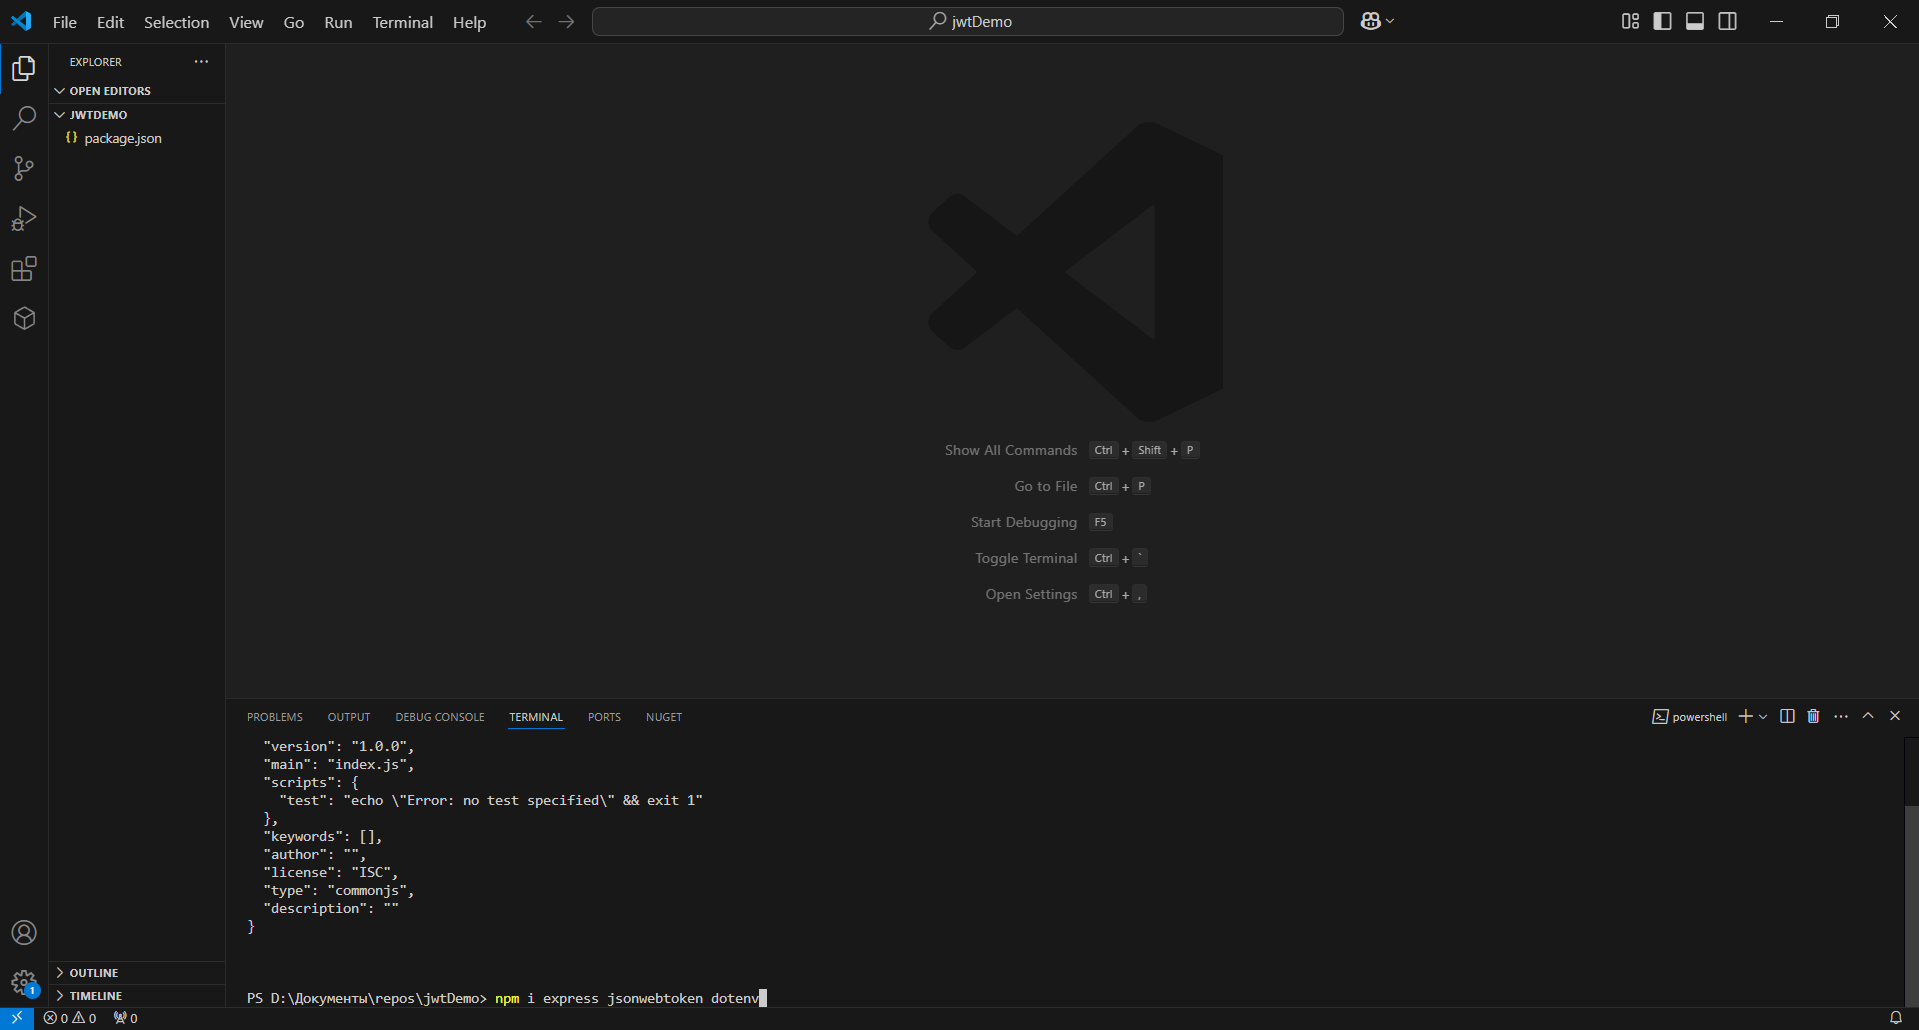 File Edit Selection View Go Run Terminal Help
jwtDemo
EXPLORER
OPEN EDITORS
JWTDEMO
{} package.json
Show All Commands Ctrl + Shift + P
Go to File Ctrl + P
Start Debugging F5
Toggle Terminal Ctrl + `
Open Settings Ctrl + ,
PROBLEMS OUTPUT DEBUG CONSOLE TERMINAL PORTS NUGET
powershell
"version": "1.0.0",
"main": "index.js",
"scripts": {
"test": "echo \"Error: no test specified\" && exit 1"
},
"keywords": [],
"author": "",
"license": "ISC",
"type": "commonjs",
"description": ""
}
PS D:\Документы\repos\jwtDemo> npm i express jsonwebtoken dotenv
OUTLINE
TIMELINE
1
0 0 0